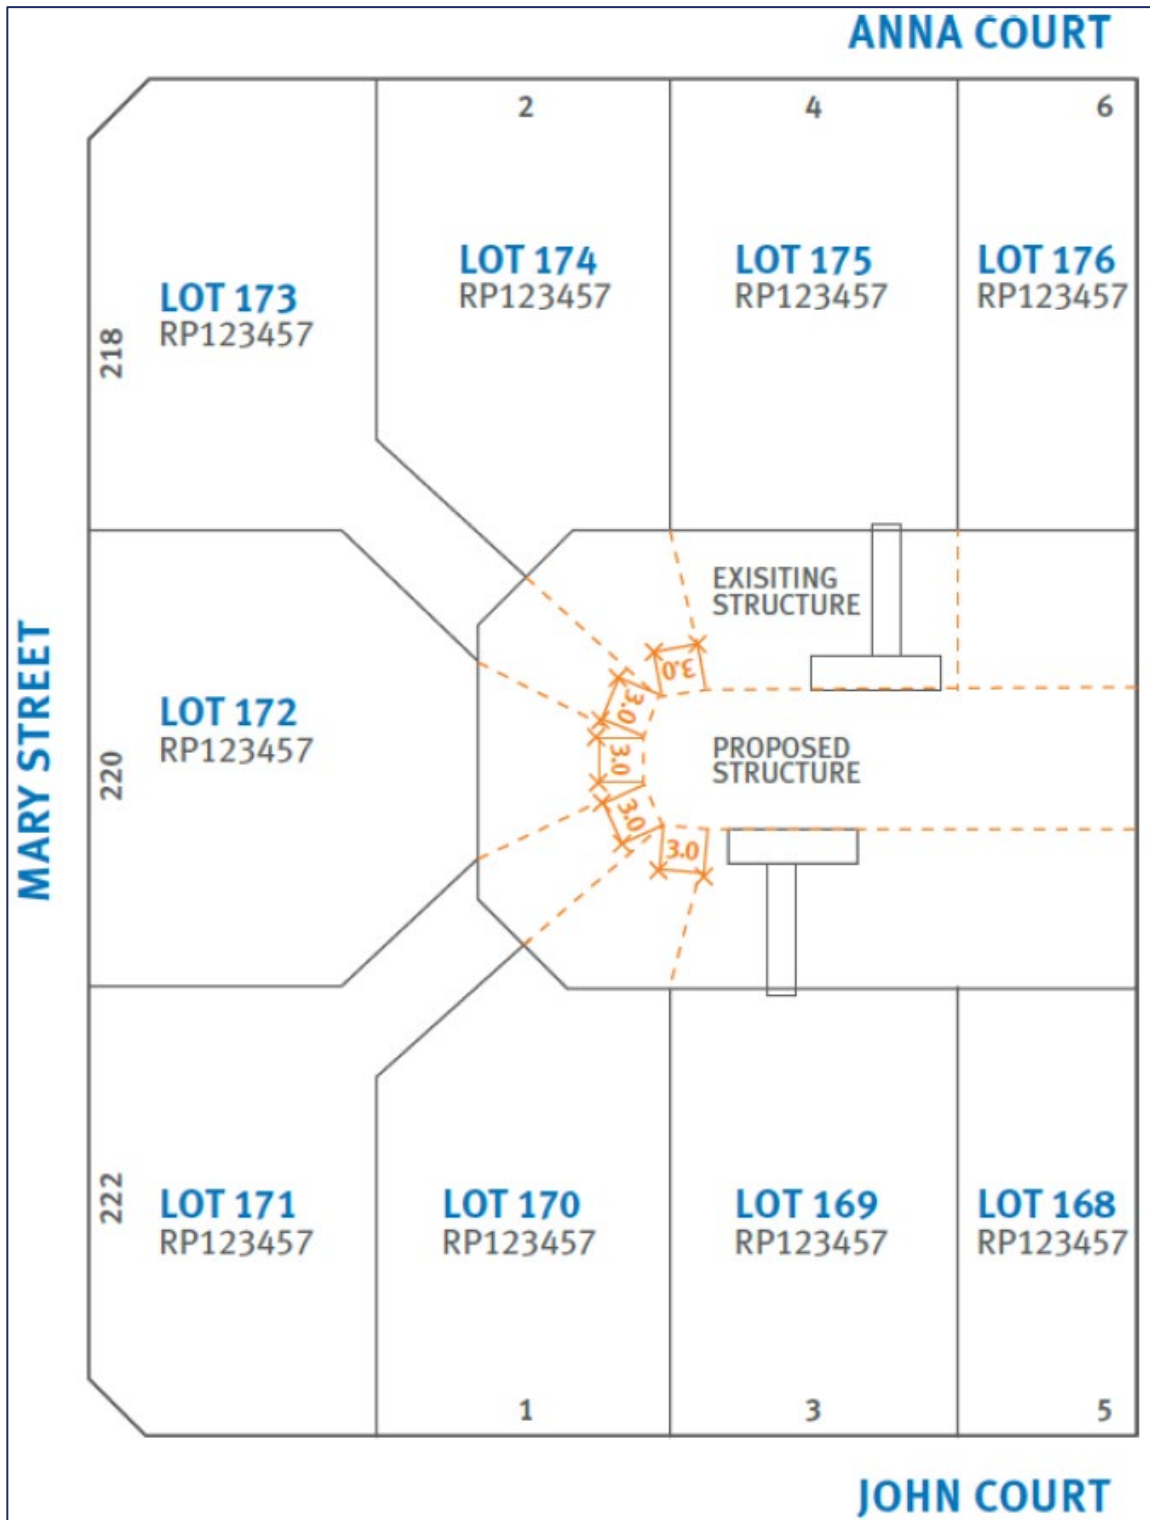 ANNA COURT
2
4
6
LOT 173
RP123457
LOT 174
RP123457
LOT 175
RP123457
LOT 176
RP123457
218
EXISITING
STRUCTURE
3.0
3.0
3.0
3.0
3.0
PROPOSED
STRUCTURE
MARY STREET
220
LOT 172
RP123457
222
LOT 171
RP123457
LOT 170
RP123457
LOT 169
RP123457
LOT 168
RP123457
1
3
5
JOHN COURT